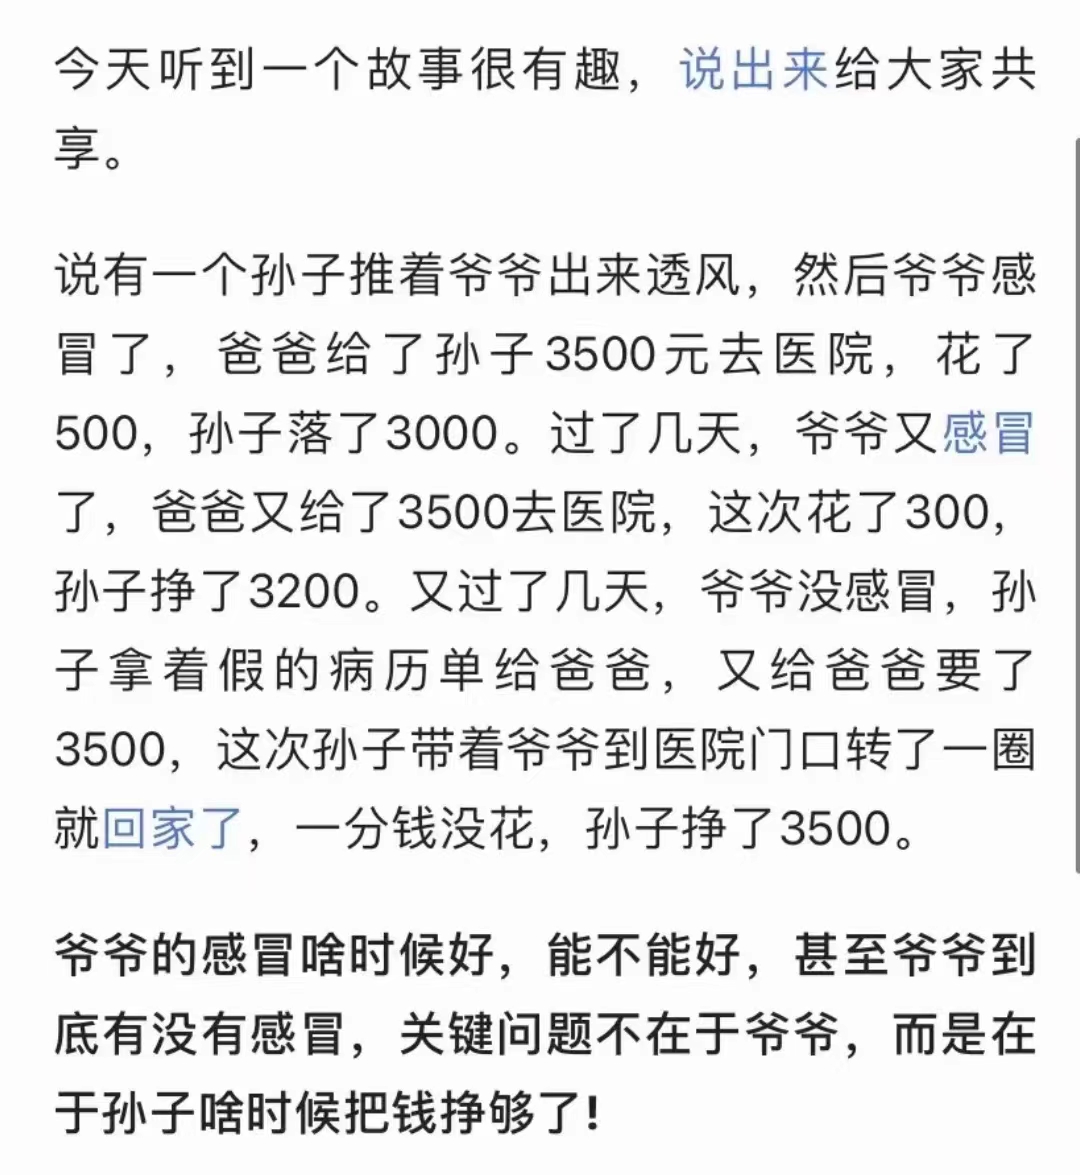 今天听到一个故事很有趣，说出来给大家共
享。
说有一个孙子推着爷爷出来透风，然后爷爷感
冒了，爸爸给了孙子3500元去医院，花了
500，孙子落了3000。过了几天，爷爷又感冒
了，爸爸又给了3500去医院，这次花了300，
孙子挣了3200。又过了几天，爷爷没感冒，孙
子拿着假的病历单给爸爸，又给爸爸要了
3500，这次孙子带着爷爷到医院门口转了一圈
就回家了，一分钱没花，孙子挣了3500。
爷爷的感冒啥时候好，能不能好，甚至爷爷到
底有没有感冒，关键问题不在于爷爷，而是在
于孙子啥时候把钱挣够了！